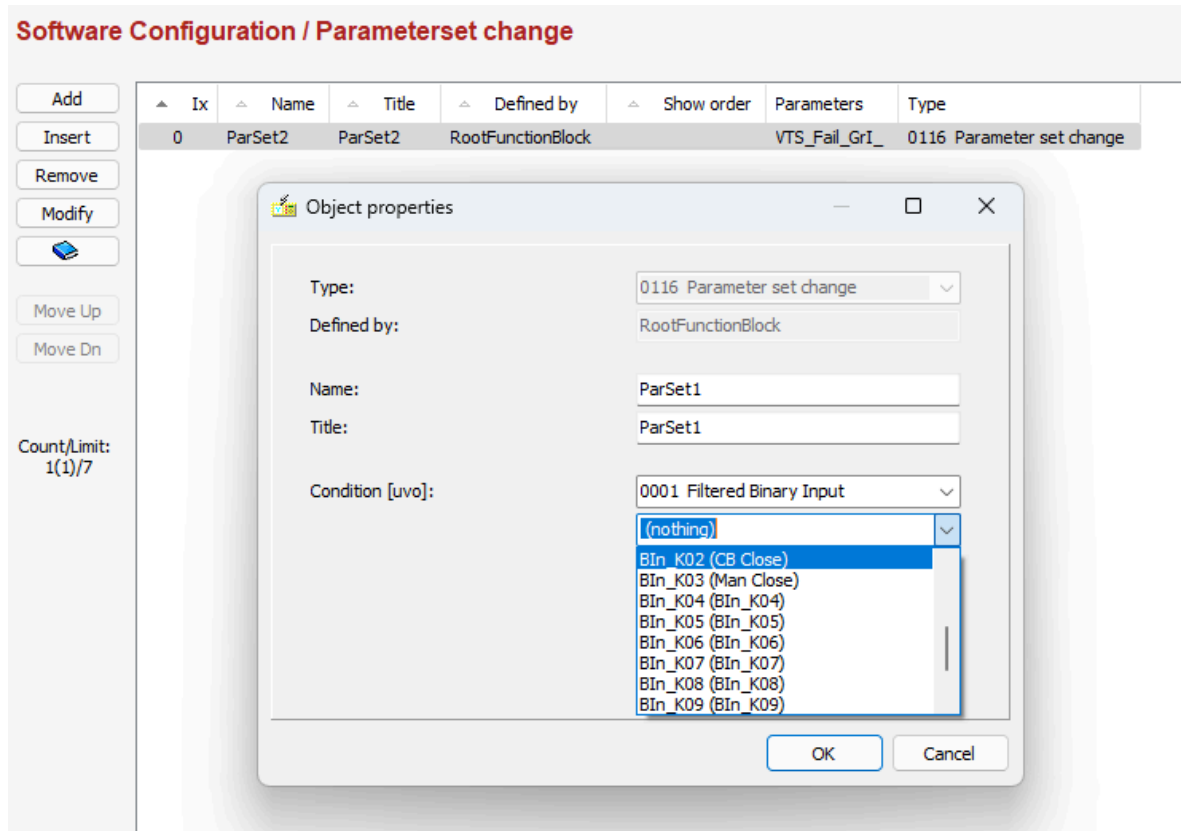 Software Configuration / Parameterset change
Add
Insert
Remove
Modify
Move Up
Move Dn
Count/Limit:
1(1)/7
Ix Name Title Defined by Show order Parameters Type
0 ParSet2 ParSet2 RootFunctionBlock VTS_Fail_GrI_ 0116 Parameter set change
Object properties
Type: 0116 Parameter set change
Defined by: RootFunctionBlock
Name: ParSet1
Title: ParSet1
Condition [uvo]: 0001 Filtered Binary Input
(nothing)
BIn_K02 (CB Close)
BIn_K03 (Man Close)
BIn_K04 (BIn_K04)
BIn_K05 (BIn_K05)
BIn_K06 (BIn_K06)
BIn_K07 (BIn_K07)
BIn_K08 (BIn_K08)
BIn_K09 (BIn_K09)
OK Cancel